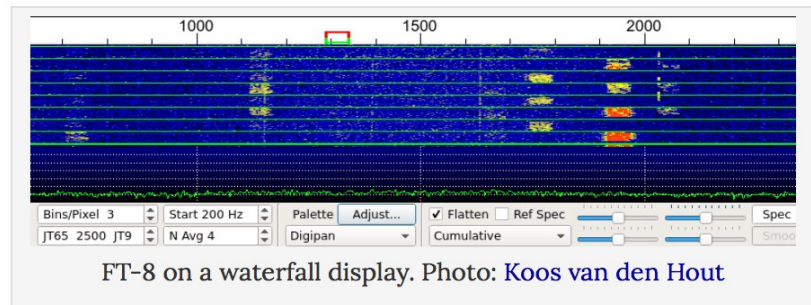 1000 1500 2000
Bins/Pixel 3 Start 200 Hz Palette Adjust... Flatten Ref Spec Spec
JT65 2500 JT9 N Avg 4 Digipan Cumulative Smoo
FT-8 on a waterfall display. Photo: Koos van den Hout